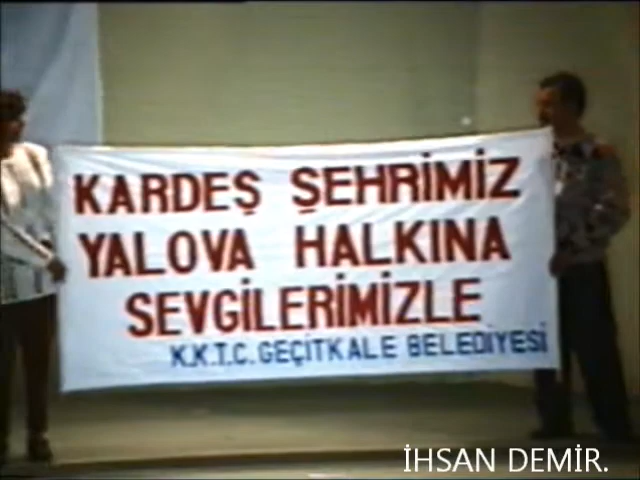 KARDEŞ ŞEHRİMİZ
YALOVA HALKINA
SEVGİLERİMİZLE
K.K.T.C. GEÇİTKALE BELEDİYESİ
İHSAN DEMİR.